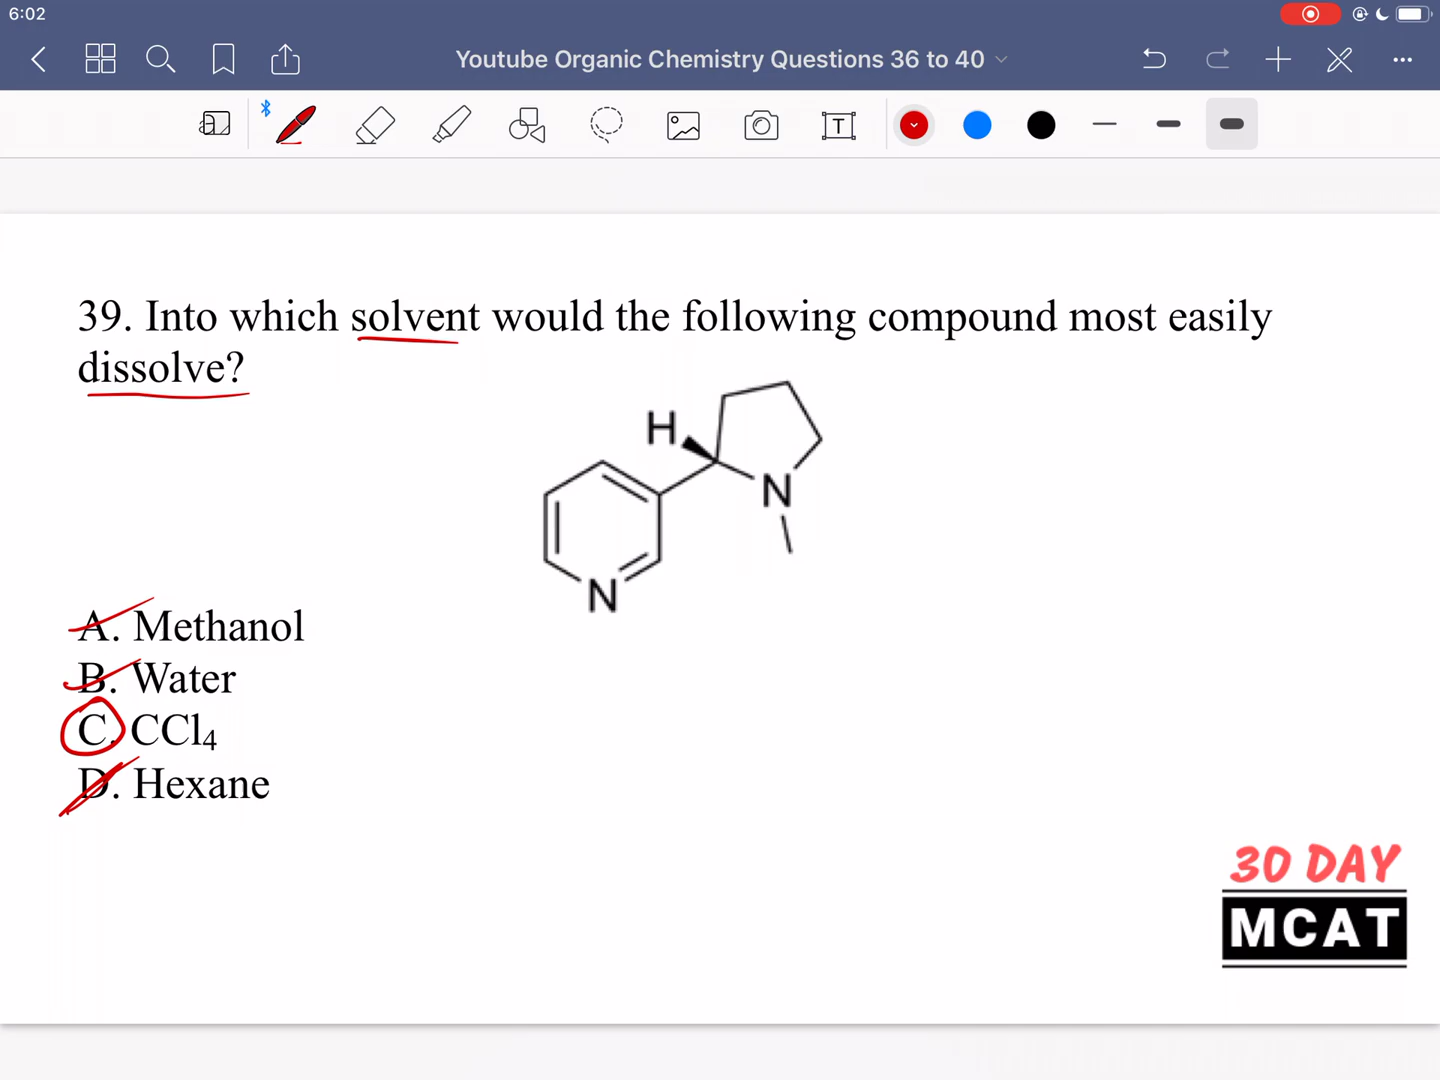 6:02
Youtube Organic Chemistry Questions 36 to 40
T
39. Into which solvent would the following compound most easily
dissolve?
H
N
N
A. Methanol
B. Water
C. CCl₄
D. Hexane
30 DAY
MCAT